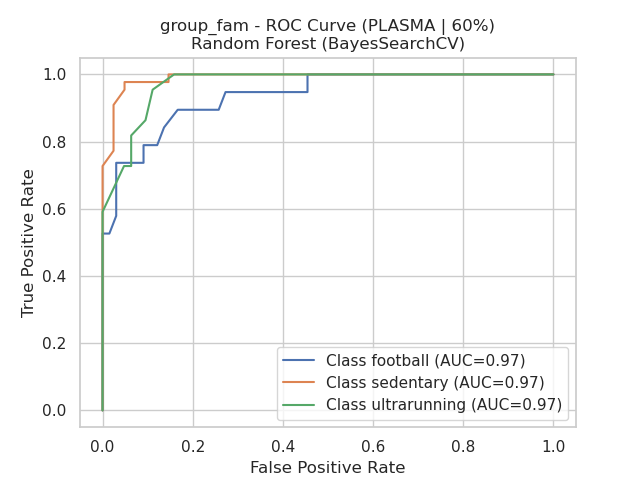 group_fam - ROC Curve (PLASMA | 60%)
Random Forest (BayesSearchCV)
True Positive Rate
1.0
0.8
0.6
0.4
0.2
0.0
Class football (AUC=0.97)
Class sedentary (AUC=0.97)
Class ultrarunning (AUC=0.97)
0.0 0.2 0.4 0.6 0.8 1.0
False Positive Rate